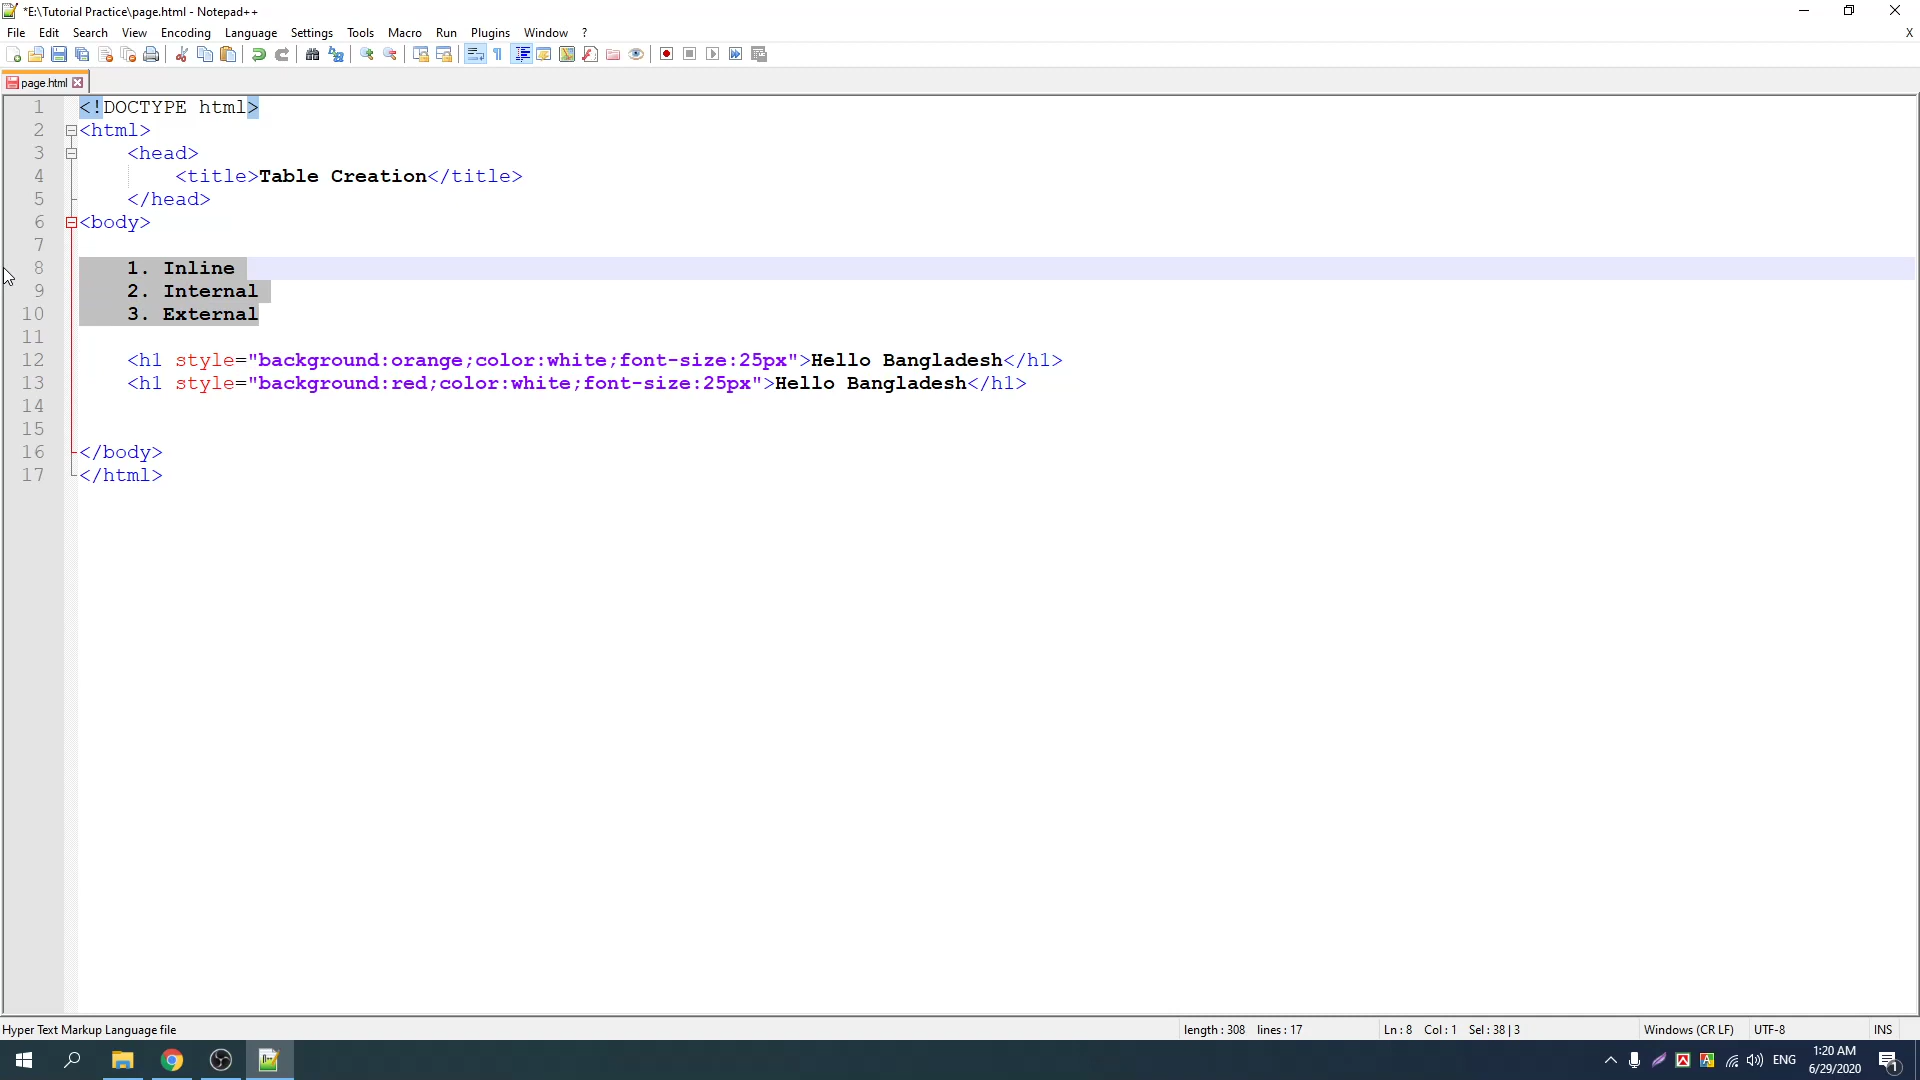 *E:\Tutorial Practice\page.html - Notepad++
File Edit Search View Encoding Language Settings Tools Macro Run Plugins Window ? X
page.html
1 <!DOCTYPE html>
2 <html>
3 <head>
4 <title>Table Creation</title>
5 </head>
6 <body>
7
8 1. Inline
9 2. Internal
10 3. External
11
12 <h1 style="background:orange;color:white;font-size:25px">Hello Bangladesh</h1>
13 <h1 style="background:red;color:white;font-size:25px">Hello Bangladesh</h1>
14
15
16 </body>
17 </html>
Hyper Text Markup Language file length : 308 lines : 17 Ln : 8 Col : 1 Sel : 38 | 3 Windows (CR LF) UTF-8 INS
ENG 1:20 AM
6/29/2020 1